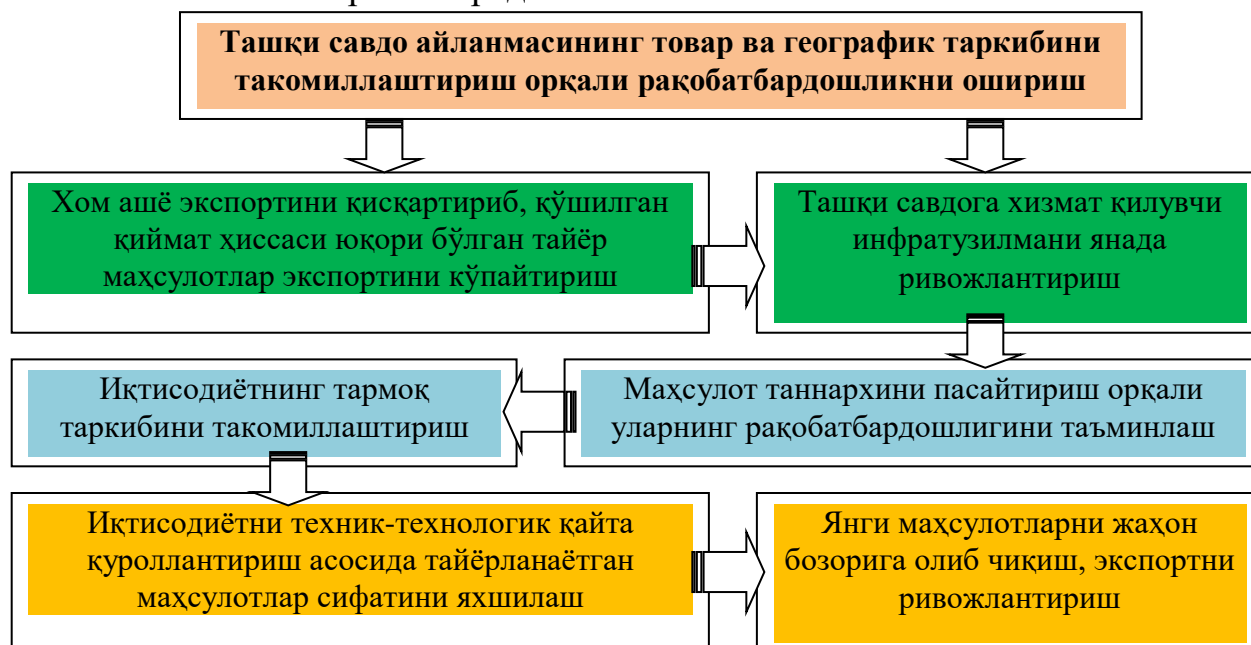 Ташқи савдо айланмасининг товар ва географик таркибини
такомиллаштириш орқали рақобатбардошликни ошириш
Хом ашё экспортини қисқартириб, қўшилган
қиймат ҳиссаси юқори бўлган тайёр
маҳсулотлар экспортини кўпайтириш
Ташқи савдога хизмат қилувчи
инфратузилмани янада
ривожлантириш
Иқтисодиётнинг тармоқ
таркибини такомиллаштириш
Маҳсулот таннархини пасайтириш орқали
уларнинг рақобатбардошлигини таъминлаш
Иқтисодиётни техник-технологик қайта
қуроллантириш асосида тайёрланаётган
маҳсулотлар сифатини яхшилаш
Янги маҳсулотларни жаҳон
бозорига олиб чиқиш, экспортни
ривожлантириш